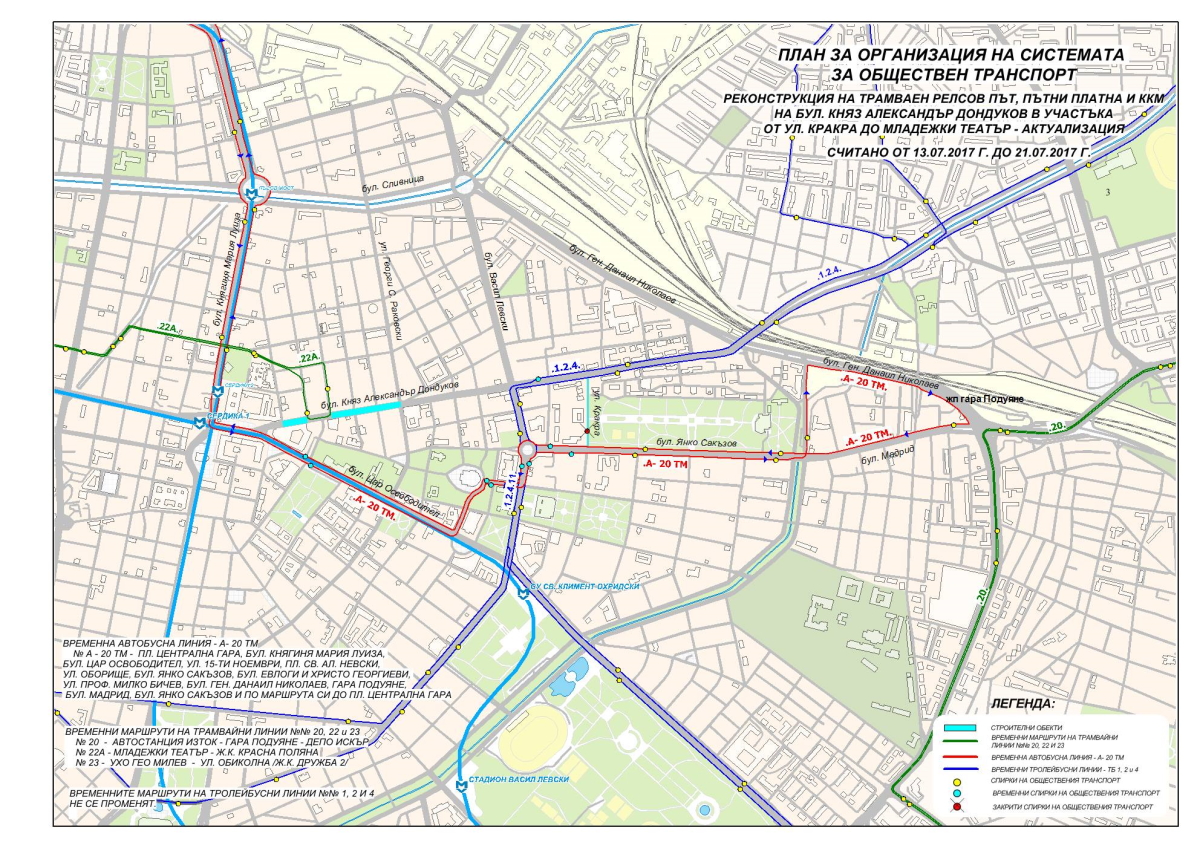 ПЛАН ЗА ОРГАНИЗАЦИЯ НА СИСТЕМАТА
ЗА ОБЩЕСТВЕН ТРАНСПОРТ
РЕКОНСТРУКЦИЯ НА ТРАМВАЕН РЕЛСОВ ПЪТ, ПЪТНИ ПЛАТНА И ККМ
НА БУЛ. КНЯЗ АЛЕКСАНДЪР ДОНДУКОВ В УЧАСТЪКА
ОТ УЛ. КРАКРА ДО МЛАДЕЖКИ ТЕАТЪР - АКТУАЛИЗАЦИЯ
СЧИТАНО ОТ 13.07.2017 Г. ДО 21.07.2017 Г.
3
бул. Сливница
бул. Княгиня Мария Луиза
ул. Георги С. Раковски
бул. Васил Левски
бул. Ген. Данаил Николаев
.1.2.4.
.22А.
.22А.
.1.2.4.
бул. Ген. Данаил Николаев
.А- 20 ТМ.
жп гара Подуяне
бул. Княз Александър Дондуков
СЕРДИКА 1
ул. Кракра
.20.
бул. Янко Сакъзов
.А- 20 ТМ
.А- 20 ТМ.
бул. Мадрид
бул. Цар Освободител
.А- 20 ТМ.
.1.2.4.11.
СУ СВ. КЛИМЕНТ ОХРИДСКИ
.20.
СТАДИОН ВАСИЛ ЛЕВСКИ
ВРЕМЕННА АВТОБУСНА ЛИНИЯ - А- 20 ТМ
№ А - 20 ТМ - ПЛ. ЦЕНТРАЛНА ГАРА, БУЛ. КНЯГИНЯ МАРИЯ ЛУИЗА,
БУЛ. ЦАР ОСВОБОДИТЕЛ, УЛ. 15-ТИ НОЕМВРИ, ПЛ. СВ. АЛ. НЕВСКИ,
УЛ. ОБОРИЩЕ, БУЛ. ЯНКО САКЪЗОВ, БУЛ. ЕВЛОГИ И ХРИСТО ГЕОРГИЕВИ,
УЛ. ПРОФ. МИЛКО БИЧЕВ, БУЛ. ГЕН. ДАНАИЛ НИКОЛАЕВ, ГАРА ПОДУЯНЕ,
БУЛ. МАДРИД, БУЛ. ЯНКО САКЪЗОВ И ПО МАРШРУТА СИ ДО ПЛ. ЦЕНТРАЛНА ГАРА
ВРЕМЕННИ МАРШРУТИ НА ТРАМВАЙНИ ЛИНИИ №№ 20, 22 и 23
№ 20 - АВТОСТАНЦИЯ ИЗТОК - ГАРА ПОДУЯНЕ - ДЕПО ИСКЪР
№ 22А - МЛАДЕЖКИ ТЕАТЪР - Ж.К. КРАСНА ПОЛЯНА
№ 23 - УХО ГЕО МИЛЕВ - УЛ. ОБИКОЛНА /Ж.К. ДРУЖБА 2/
ВРЕМЕННИТЕ МАРШРУТИ НА ТРОЛЕЙБУСНИ ЛИНИИ №№ 1, 2 И 4
НЕ СЕ ПРОМЕНЯТ.
ЛЕГЕНДА:
СТРОИТЕЛНИ ОБЕКТИ
ВРЕМЕННИ МАРШРУТИ НА ТРАМВАЙНИ
ЛИНИИ №№ 20, 22 И 23
ВРЕМЕННА АВТОБУСНА ЛИНИЯ - А- 20 ТМ
ВРЕМЕННИ ТРОЛЕЙБУСНИ ЛИНИИ - ТБ 1, 2 и 4
СПИРКИ НА ОБЩЕСТВЕНИЯ ТРАНСПОРТ
ВРЕМЕННИ СПИРКИ НА ОБЩЕСТВЕНИЯ ТРАНСПОРТ
ЗАКРИТИ СПИРКИ НА ОБЩЕСТВЕНИЯ ТРАНСПОРТ